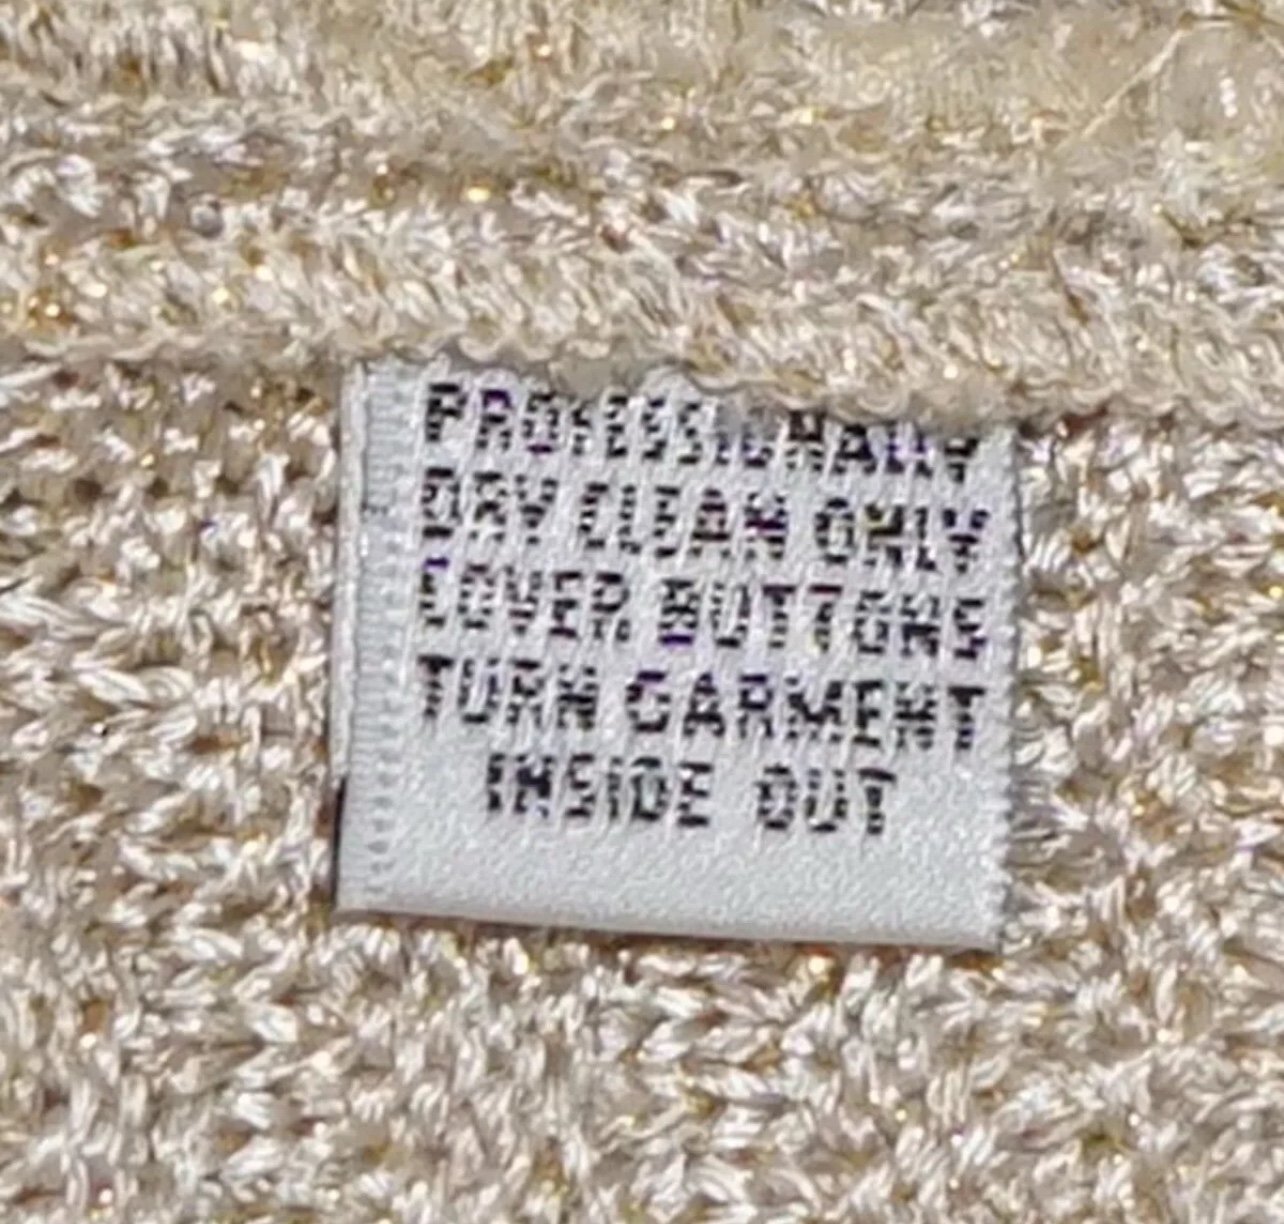 PROFESSIONALLY
DRY CLEAN ONLY
COVER BUTTONS
TURN GARMENT
INSIDE OUT